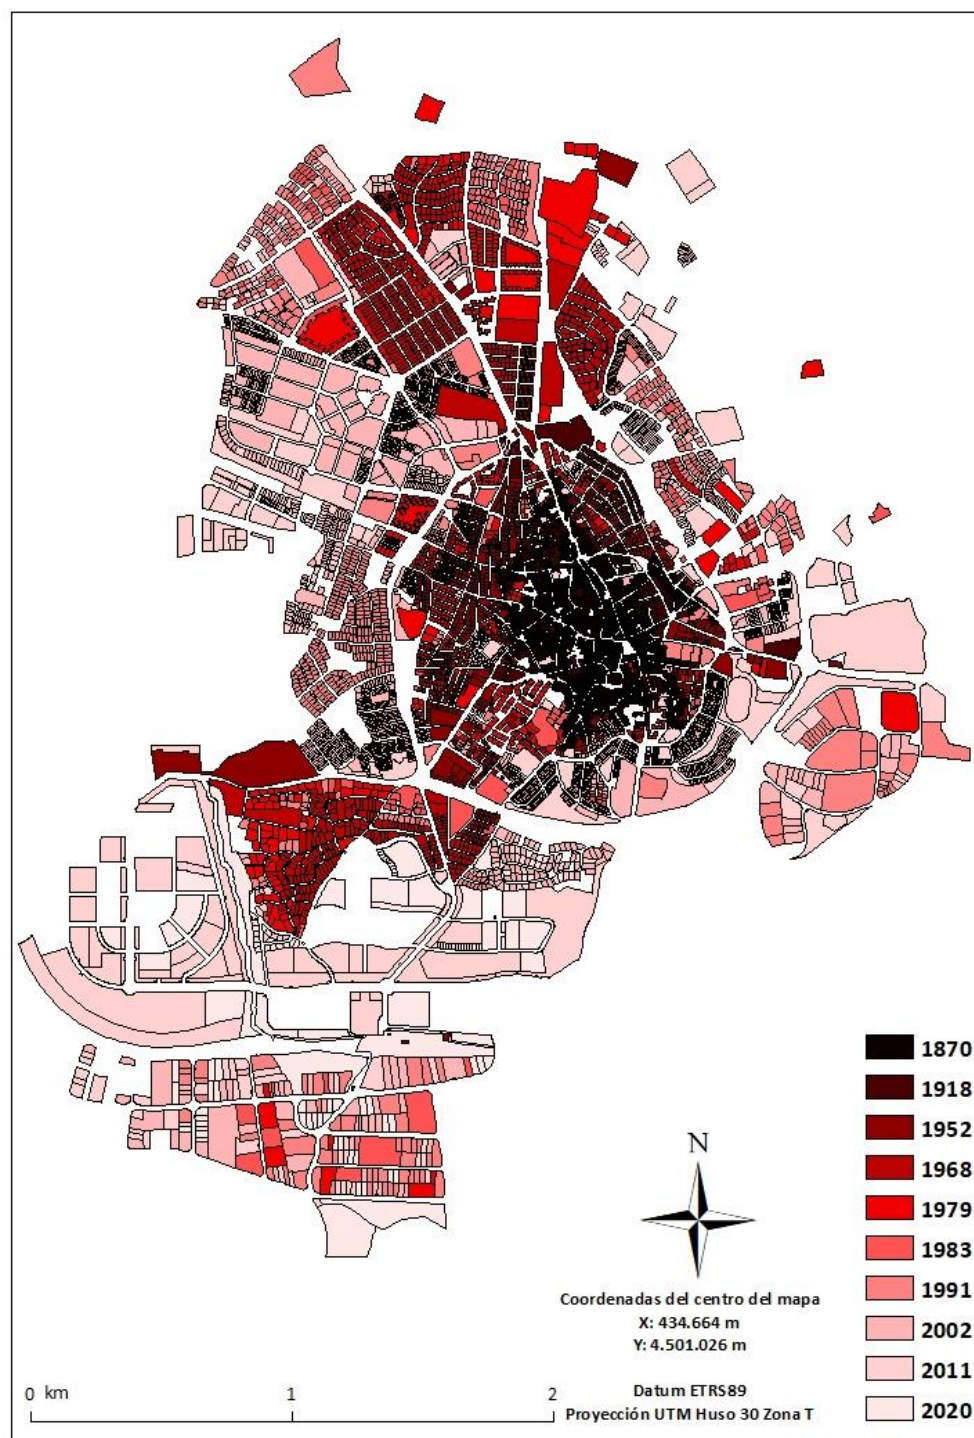 1870
1918
1952
1968
1979
1983
1991
2002
2011
2020
N
Coordenadas del centro del mapa
X: 434.664 m
Y: 4.501.026 m
Datum ETRS89
Proyección UTM Huso 30 Zona T
0 km 1 2